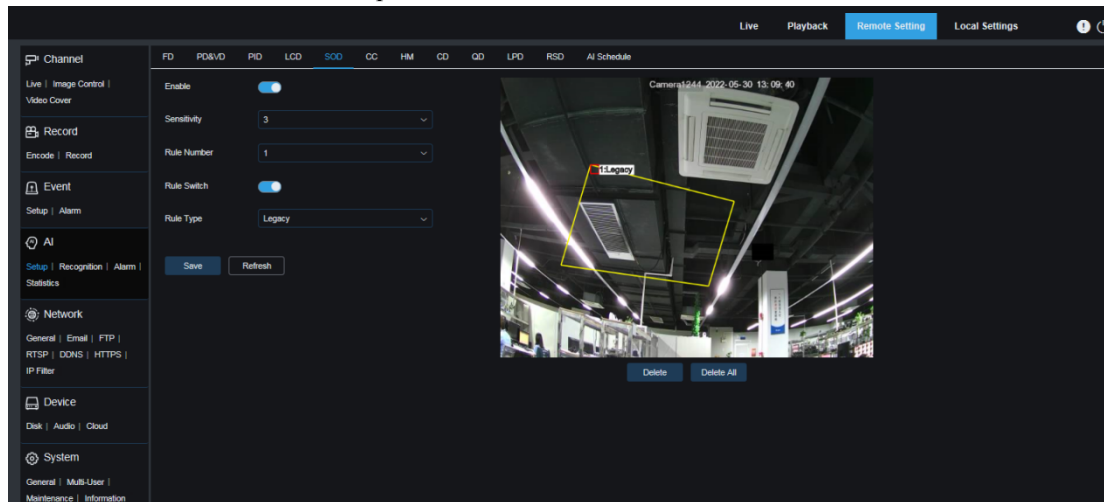 Live Playback Remote Setting Local Settings
Channel
Live | Image Control |
Video Cover
Record
Encode | Record
Event
Setup | Alarm
AI
Setup | Recognition | Alarm |
Statistics
Network
General | Email | FTP |
RTSP | DDNS | HTTPS |
IP Filter
Device
Disk | Audio | Cloud
System
General | Multi-User |
Maintenance | Information
FD PD&VD PID LCD SOD CC HM CD QD LPD RSD AI Schedule
Enable
Sensitivity 3
Rule Number 1
Rule Switch
Rule Type Legacy
Save Refresh
Camera1244 2022-05-30 13:09:40
1:Legacy
Delete Delete All